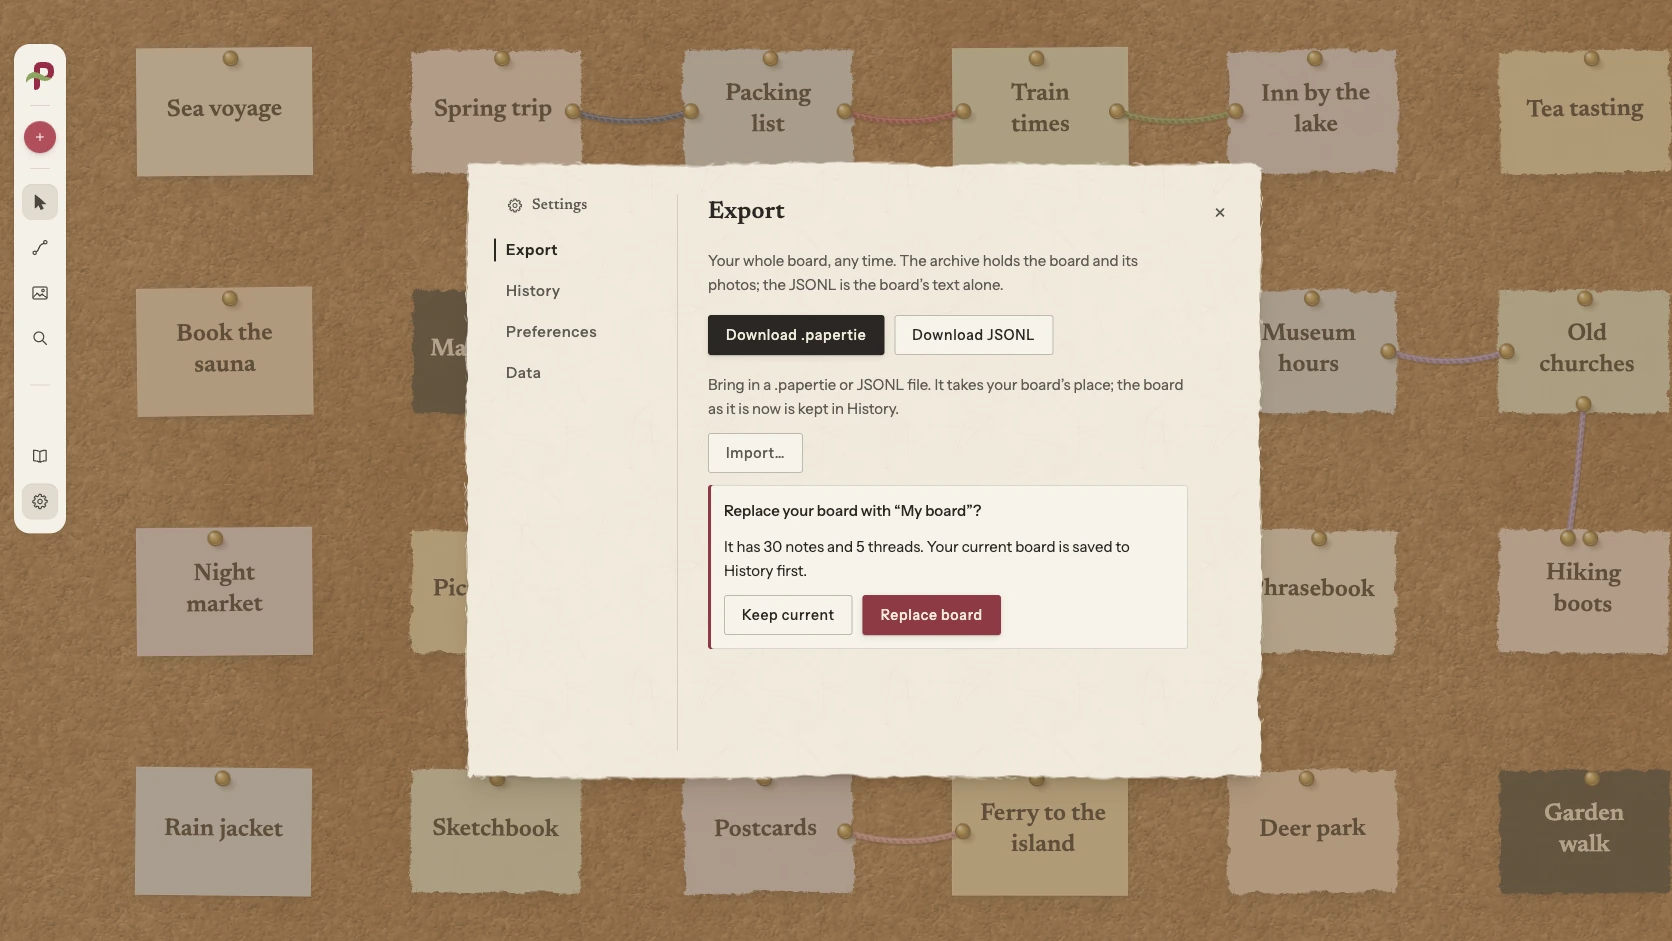 Sea voyage
Spring trip
Packing
list
Train
times
Inn by the
lake
Tea tasting
Settings
Export
History
Preferences
Data
Export
Your whole board, any time. The archive holds the board and its
photos; the JSONL is the board's text alone.
Download .papertie
Download JSONL
Bring in a .papertie or JSONL file. It takes your board's place; the board
as it is now is kept in History.
Import…
Replace your board with “My board”?
It has 30 notes and 5 threads. Your current board is saved to
History first.
Keep current
Replace board
Book the
sauna
Ma
Museum
hours
Old
churches
Night
market
Pic
hrasebook
Hiking
boots
Rain jacket
Sketchbook
Postcards
Ferry to the
island
Deer park
Garden
walk